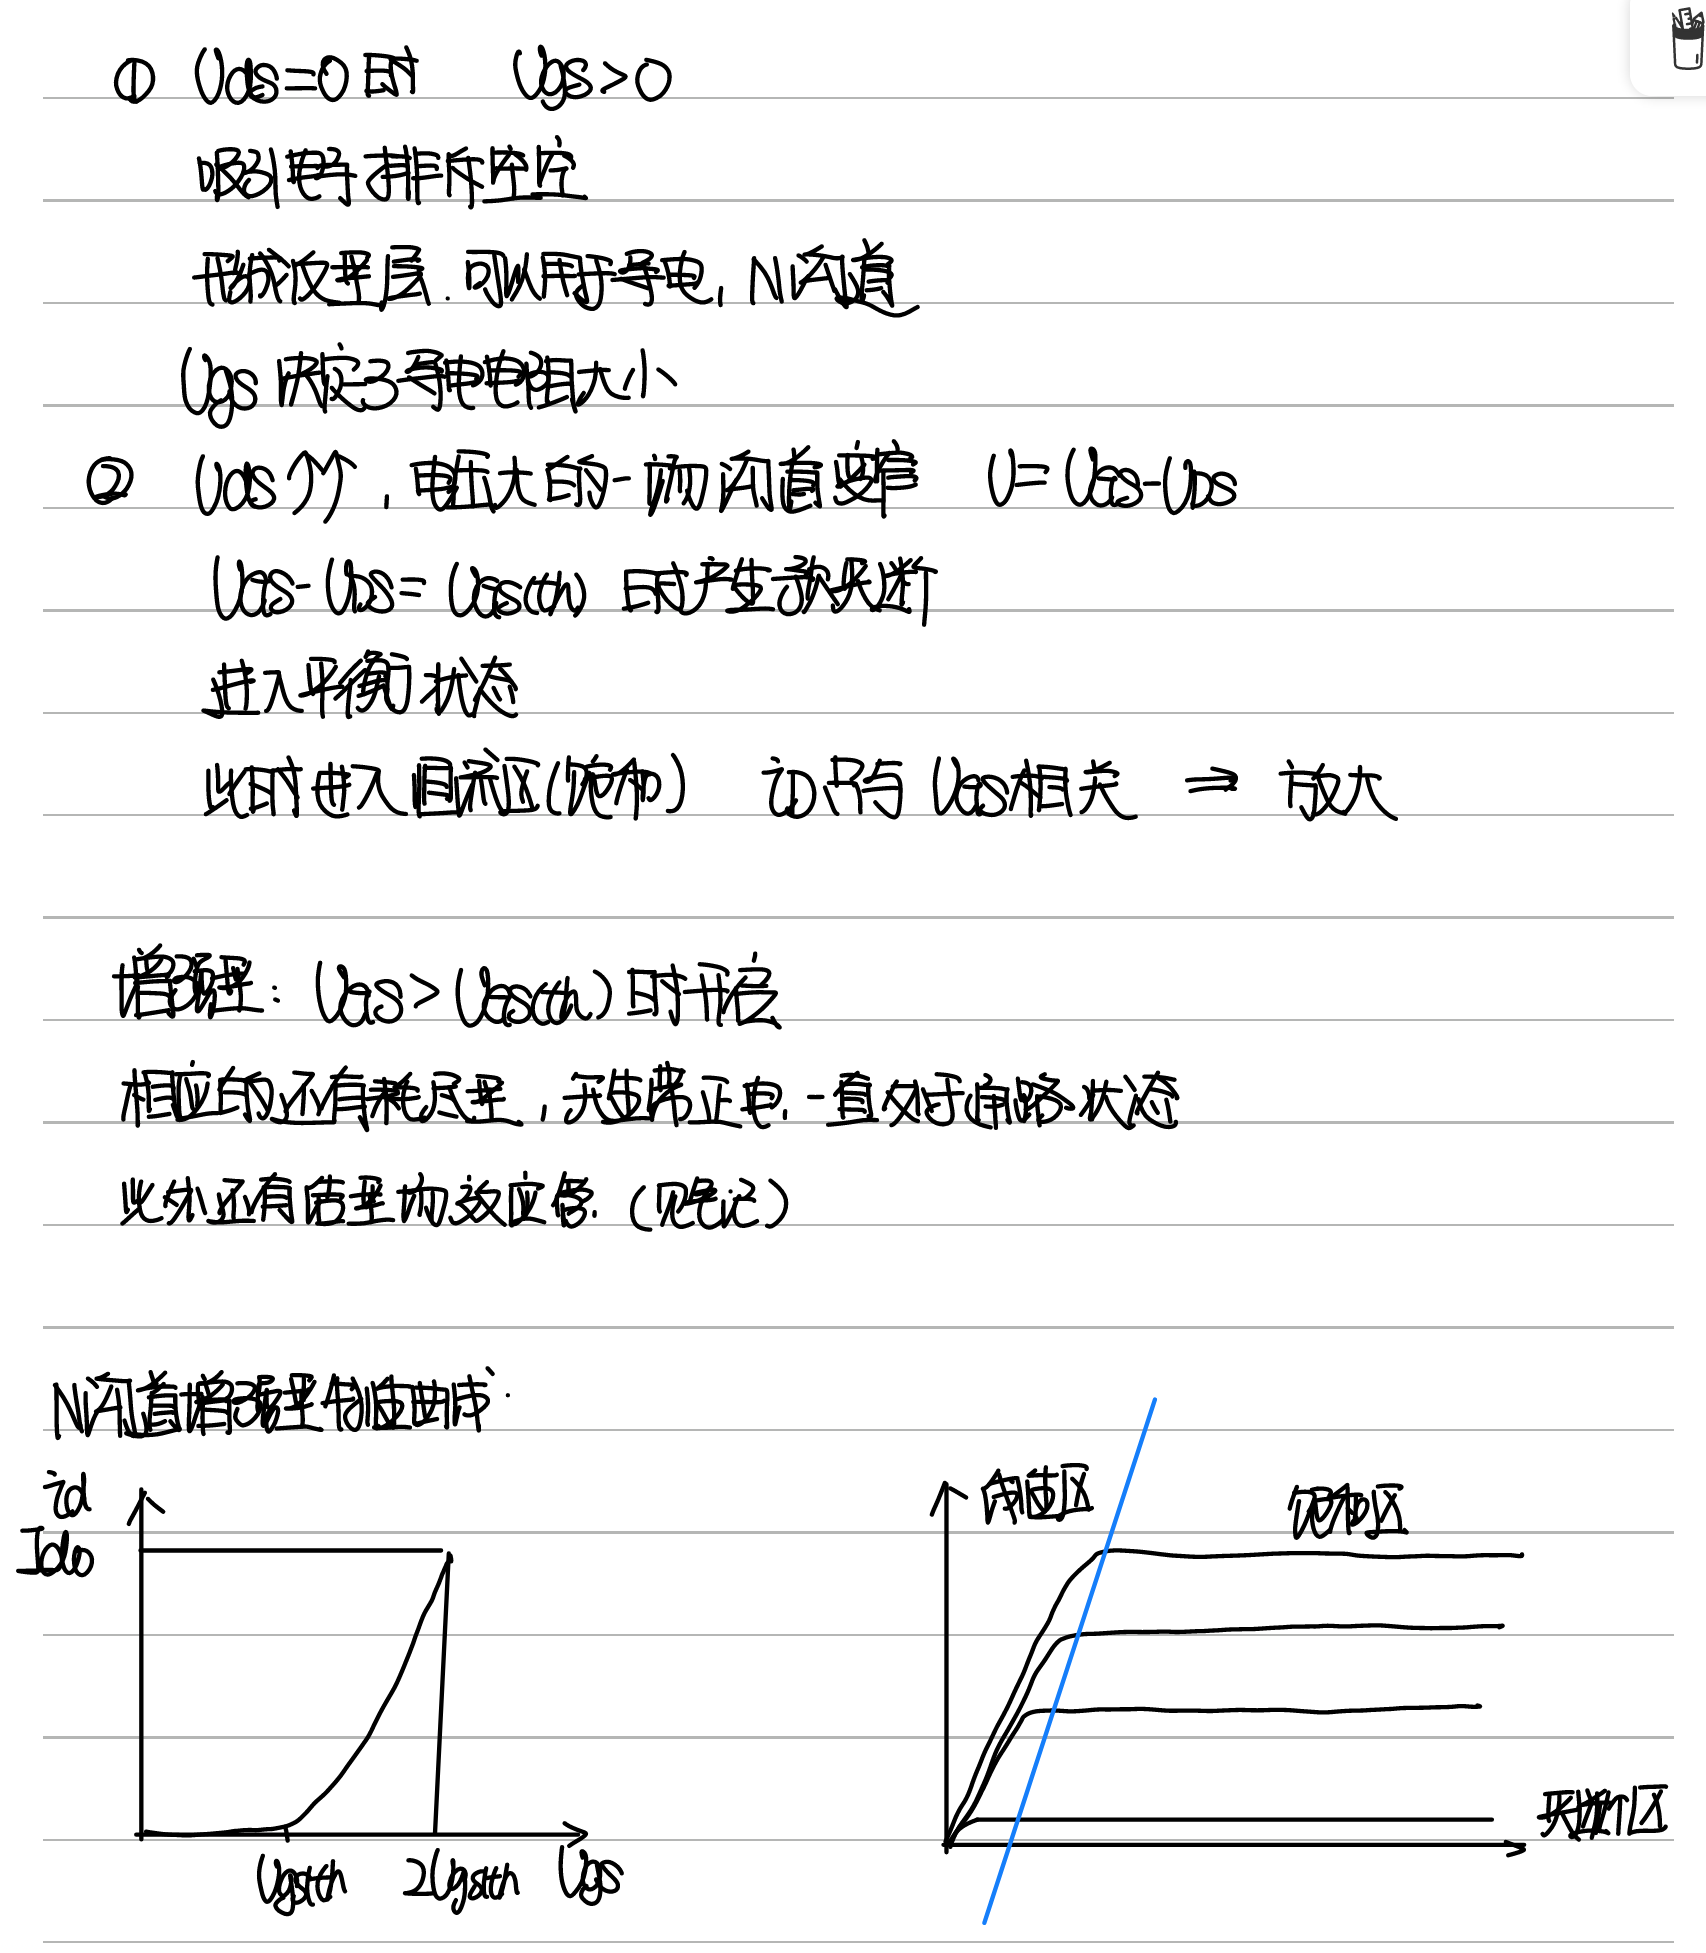 ① Uds=0时 Ugs>0
吸引电子排斥空穴
形成反型层.可以用于导电,N沟道
Ugs决定了导电电阻大小
② Uds↑↑,电压大的一侧沟道变窄 U=UGS-UDS
UGS-UDS=UGS(th) 时产生预夹断
进入平衡状态
此时进入恒流区(饱和) iD只与UGS相关 ⇒ 放大
增强型:UGS>UGS(th)时开启
相应的还有耗尽型,天生带正电.一直处于通路状态
此外还有结型场效应管.(见笔记)
N沟道增强型特性曲线.
id
Ido
Ugsth 2Ugsth Ugs
饱和区
夹断区